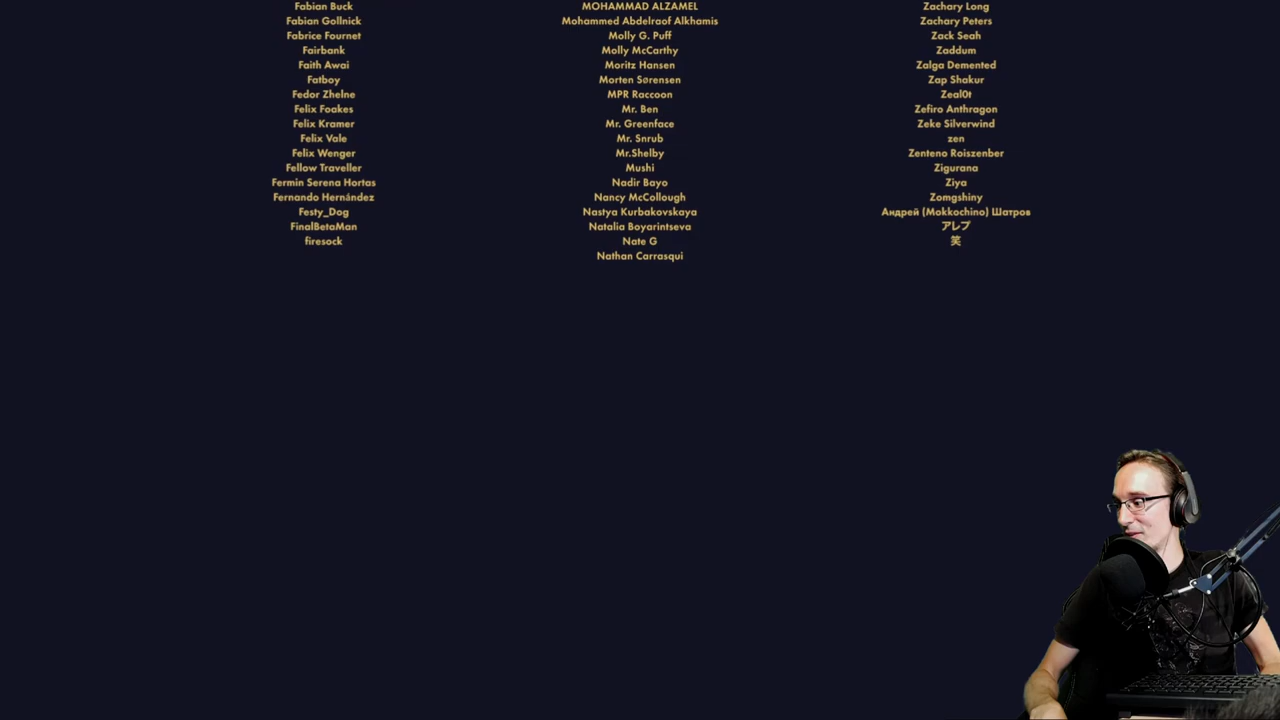 Fabian Buck
Fabian Gollnick
Fabrice Fournet
Fairbank
Faith Awai
Fatboy
Fedor Zhelne
Felix Foakes
Felix Kramer
Felix Vale
Felix Wenger
Fellow Traveller
Fermin Serena Hortas
Fernando Hernández
Festy_Dog
FinalBetaMan
firesock
MOHAMMAD ALZAMEL
Mohammed Abdelraof Alkhamis
Molly G. Puff
Molly McCarthy
Moritz Hansen
Morten Sørensen
MPR Raccoon
Mr. Ben
Mr. Greenface
Mr. Snrub
Mr.Shelby
Mushi
Nadir Bayo
Nancy McCollough
Nastya Kurbakovskaya
Natalia Boyarintseva
Nate G
Nathan Carrasqui
Zachary Long
Zachary Peters
Zack Seah
Zaddum
Zalga Demented
Zap Shakur
Zeal0t
Zefiro Anthragon
Zeke Silverwind
zen
Zenteno Roiszenber
Zigurana
Ziya
Zomgshiny
Андрей (Mokkochino) Шатров
アレプ
笑